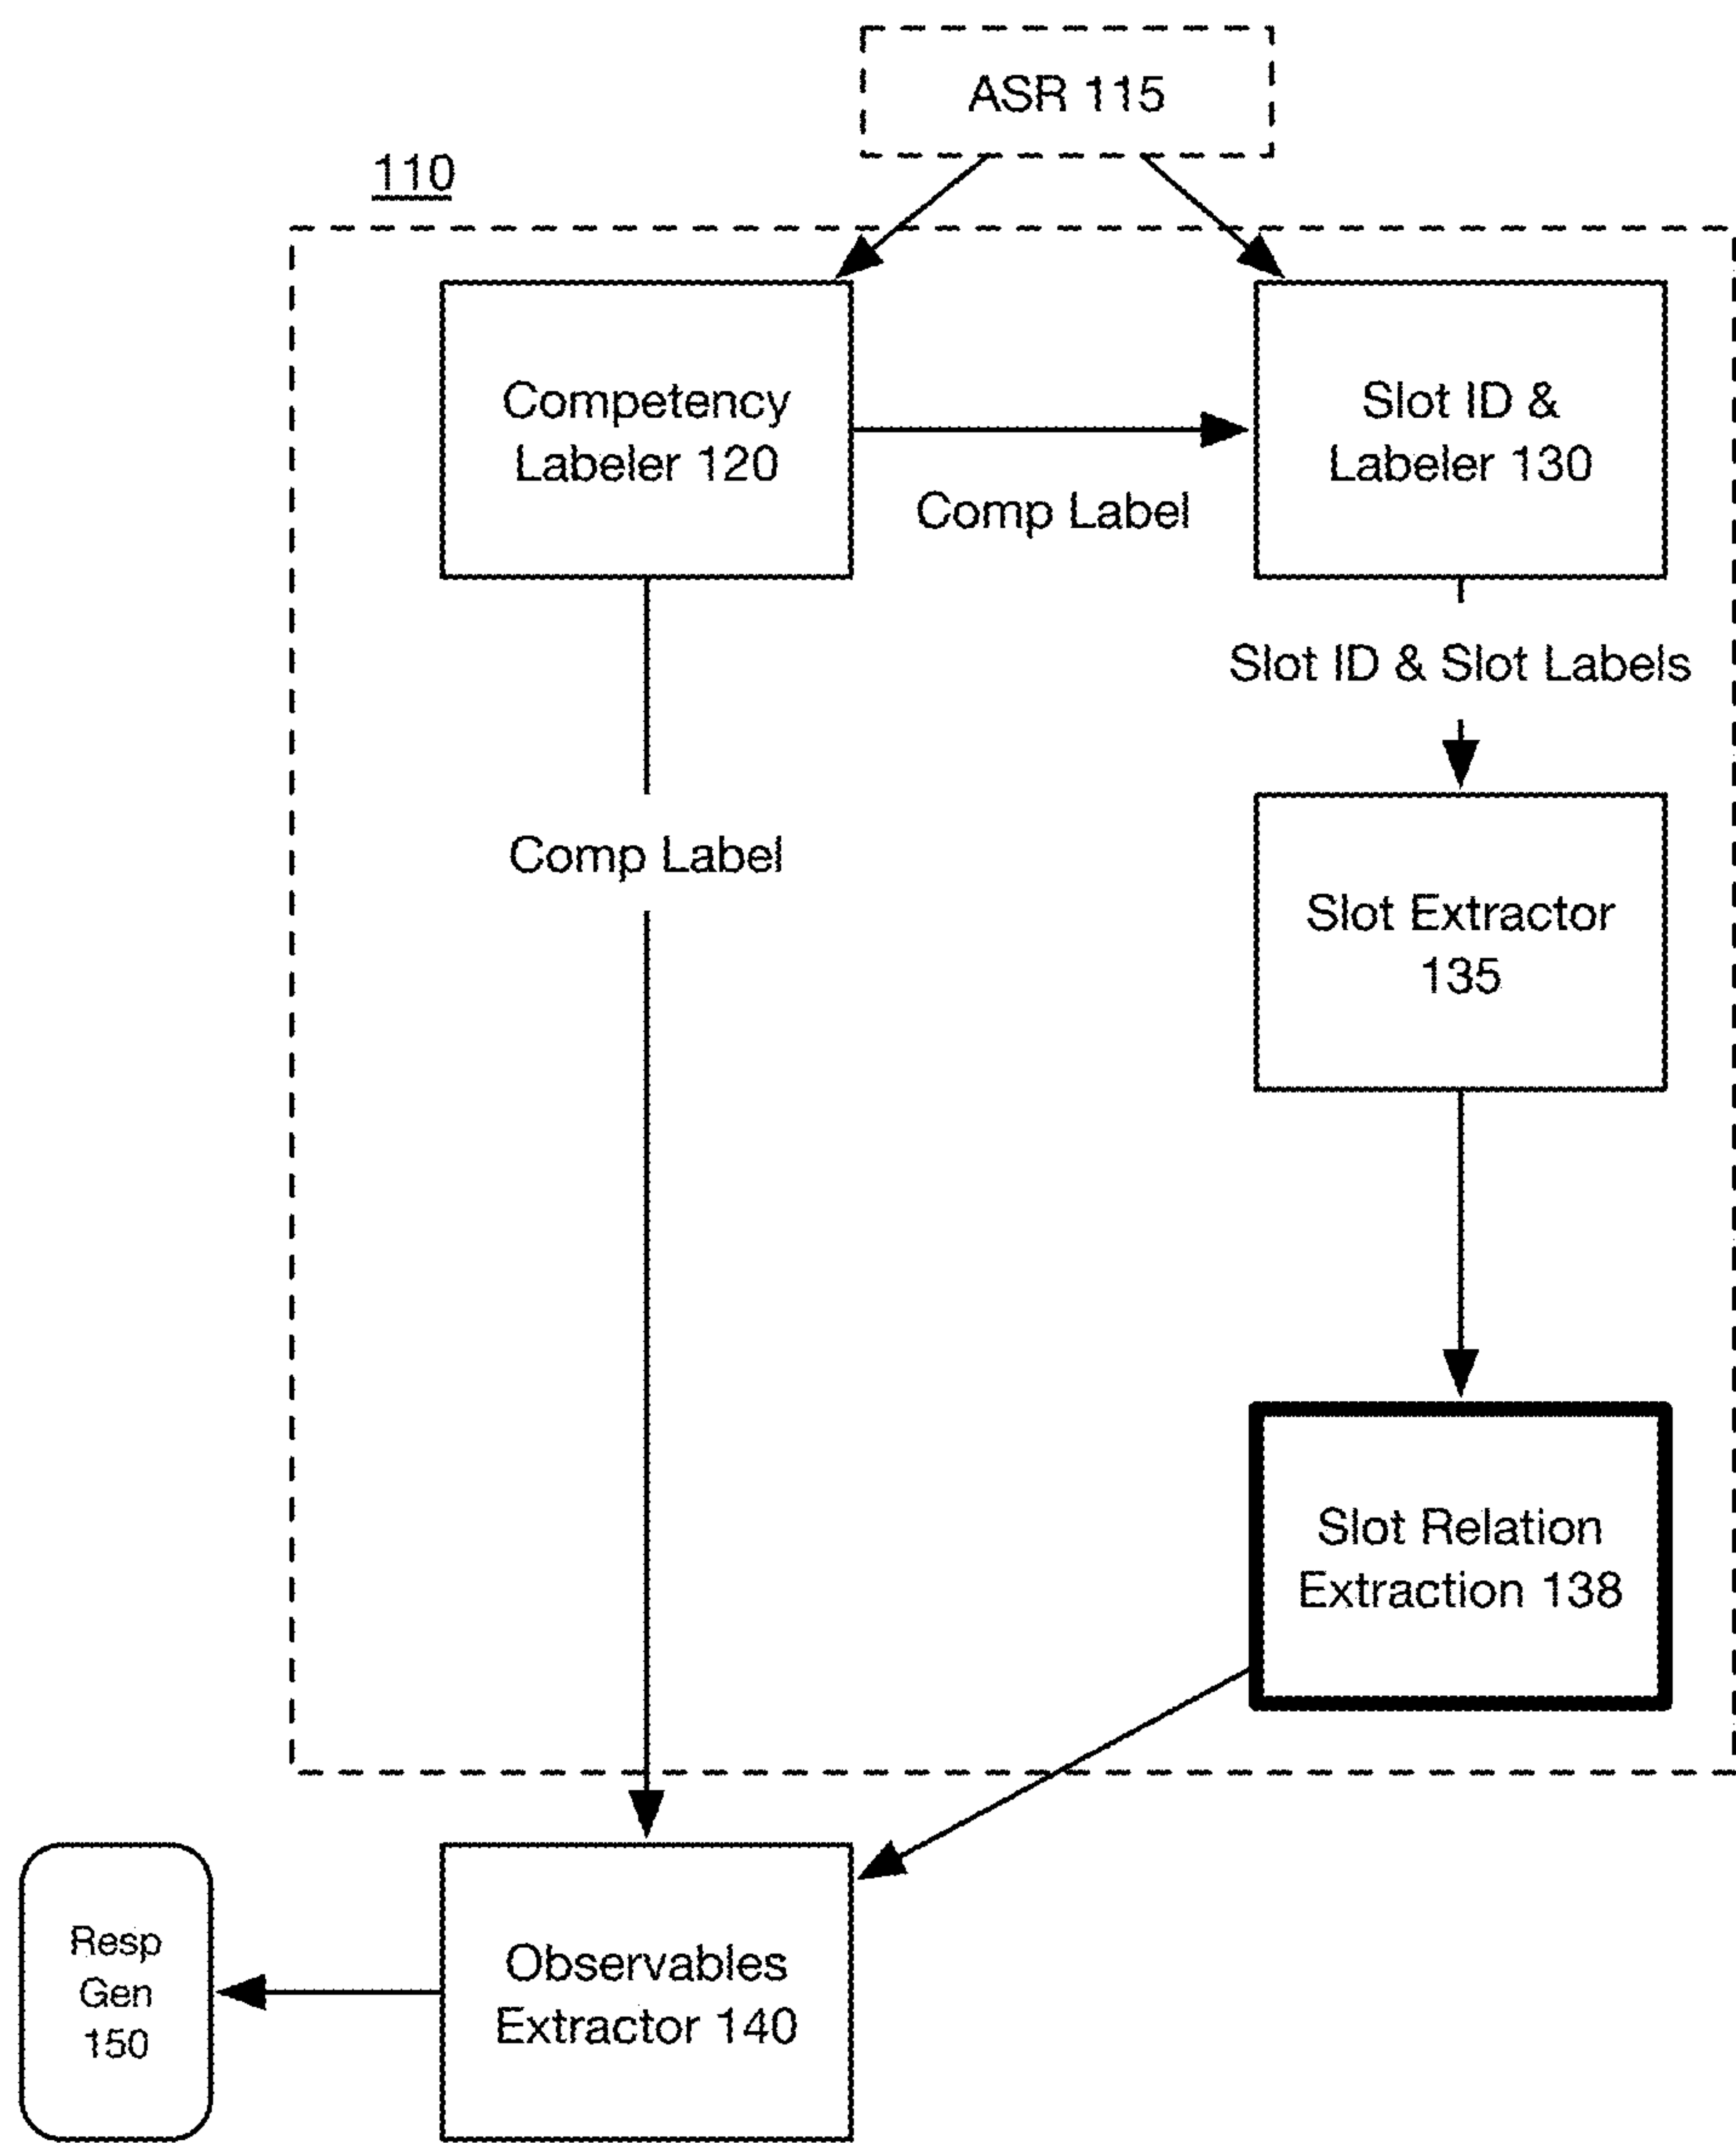 ASR 115
110
Competency
Labeler 120
Slot ID &
Labeler 130
Comp Label
Slot ID & Slot Labels
Comp Label
Slot Extractor
135
Slot Relation
Extraction 138
Observables
Extractor 140
Resp
Gen
150